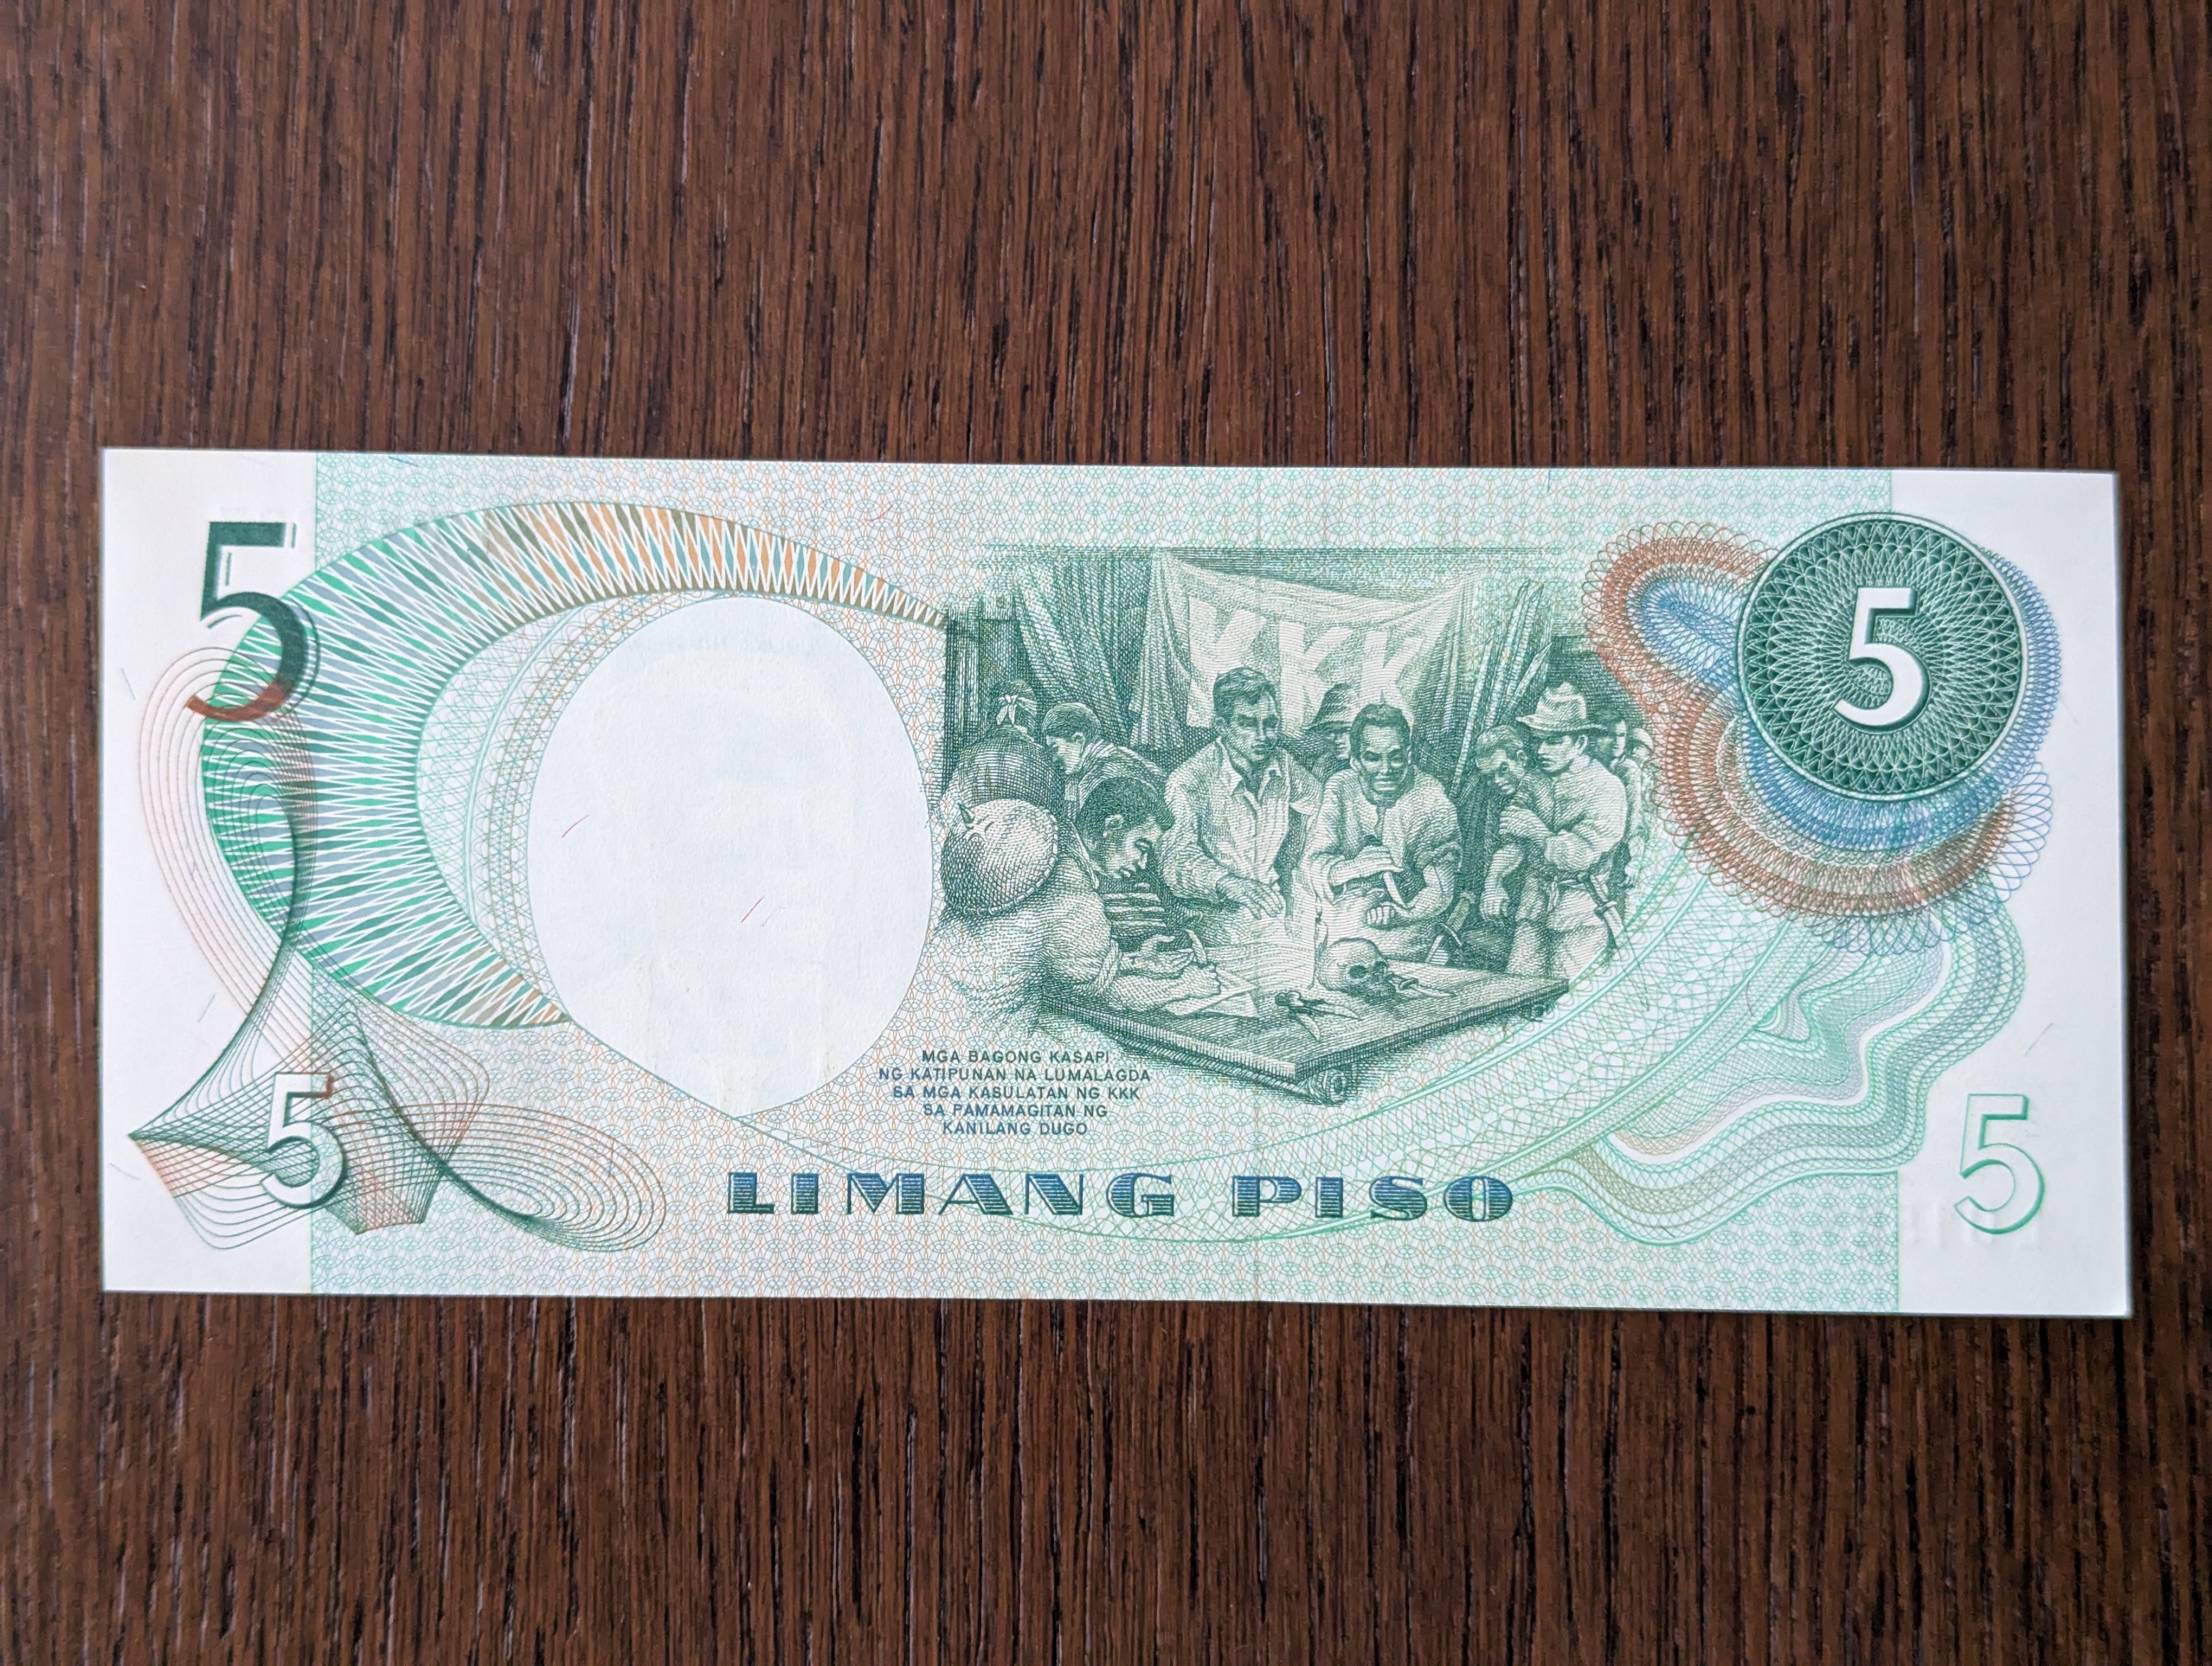 5
5
KKK
MGA BAGONG KASAPI
NG KATIPUNAN NA LUMALAGDA
SA MGA KASULATAN NG KKK
SA PAMAMAGITAN NG
KANILANG DUGO
5
5
LIMANG PISO